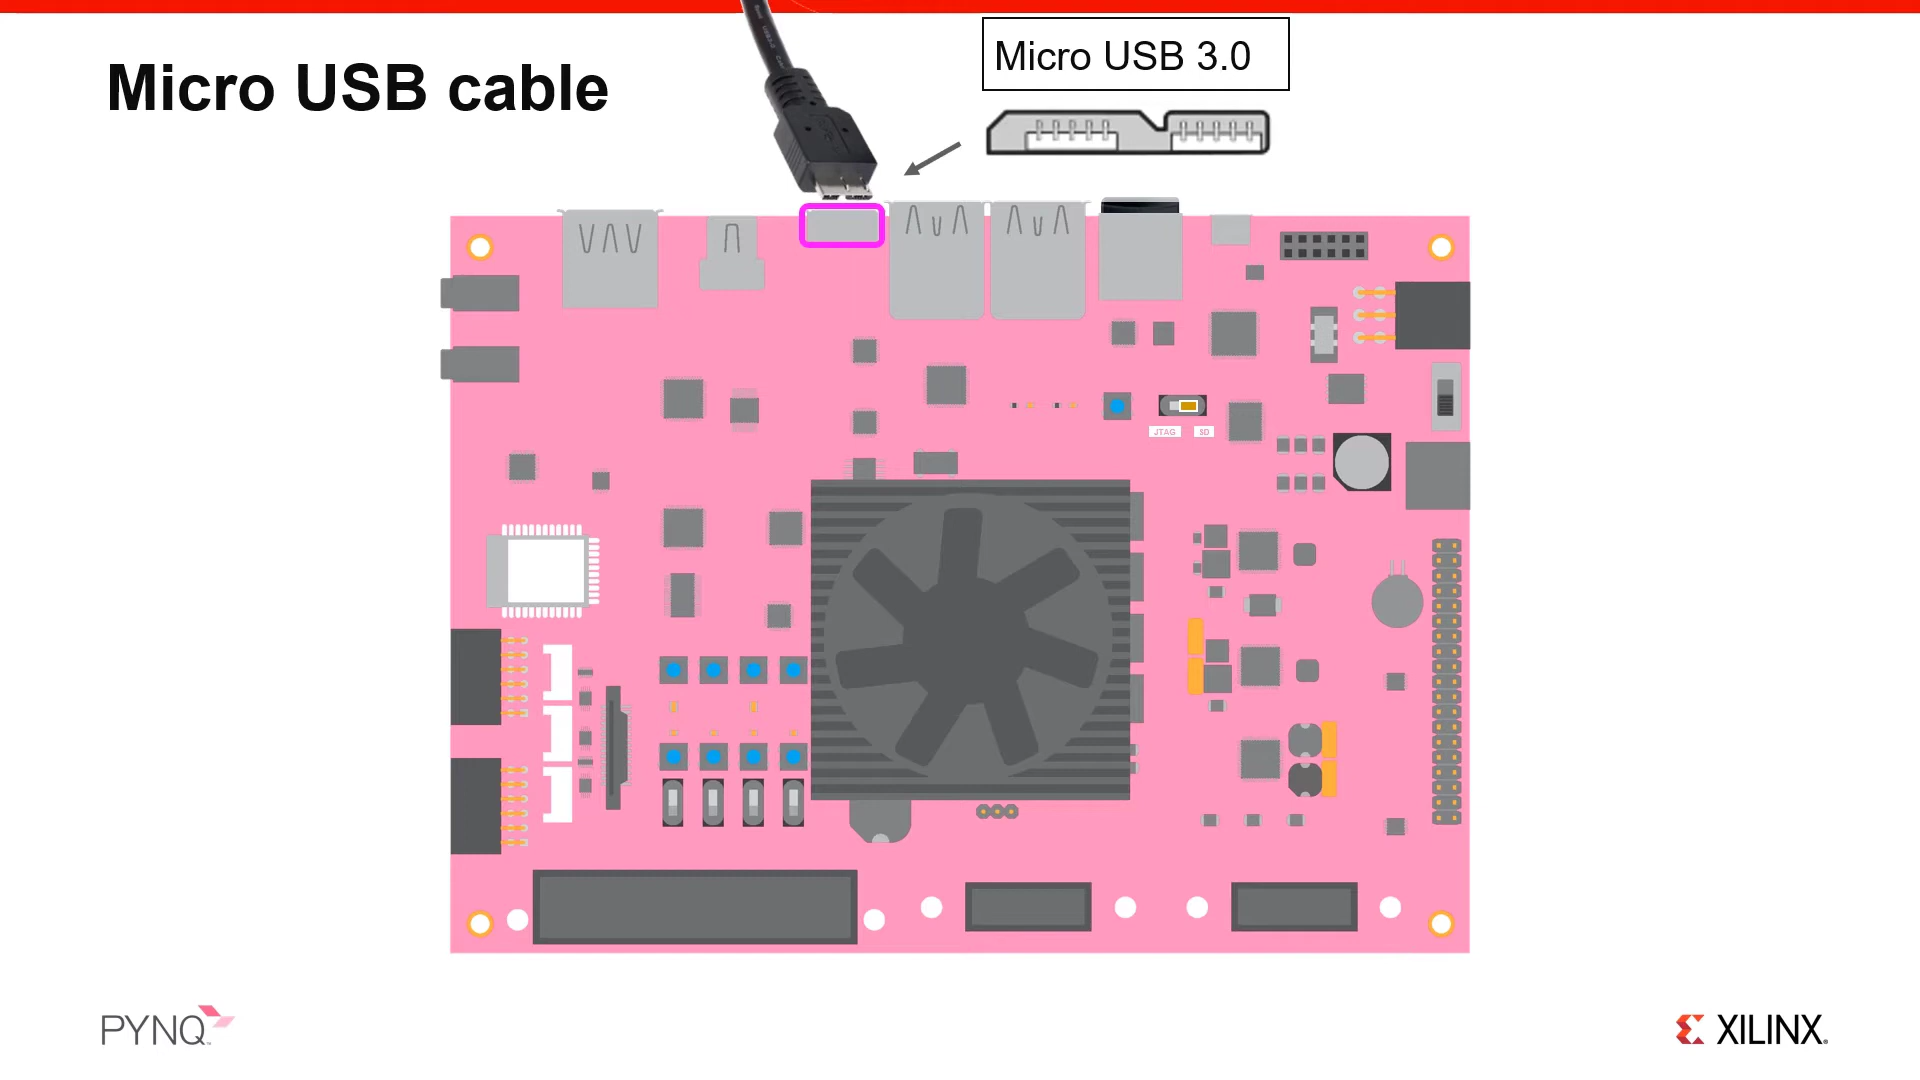 Micro USB 3.0
Micro USB cable
JTAG SD
PYNQ
XILINX